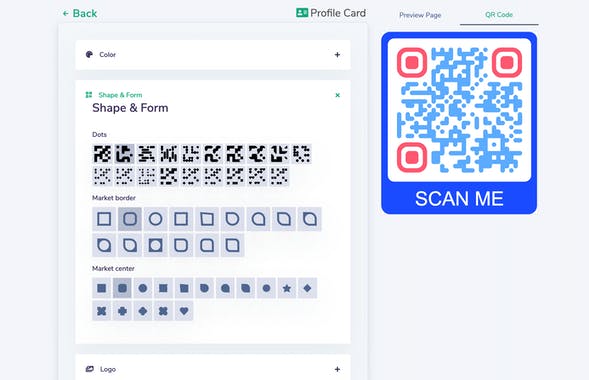 Back
Profile Card
Preview Page
QR Code
Color
Shape & Form
Shape & Form
Dots
Market border
Market center
Logo
SCAN ME